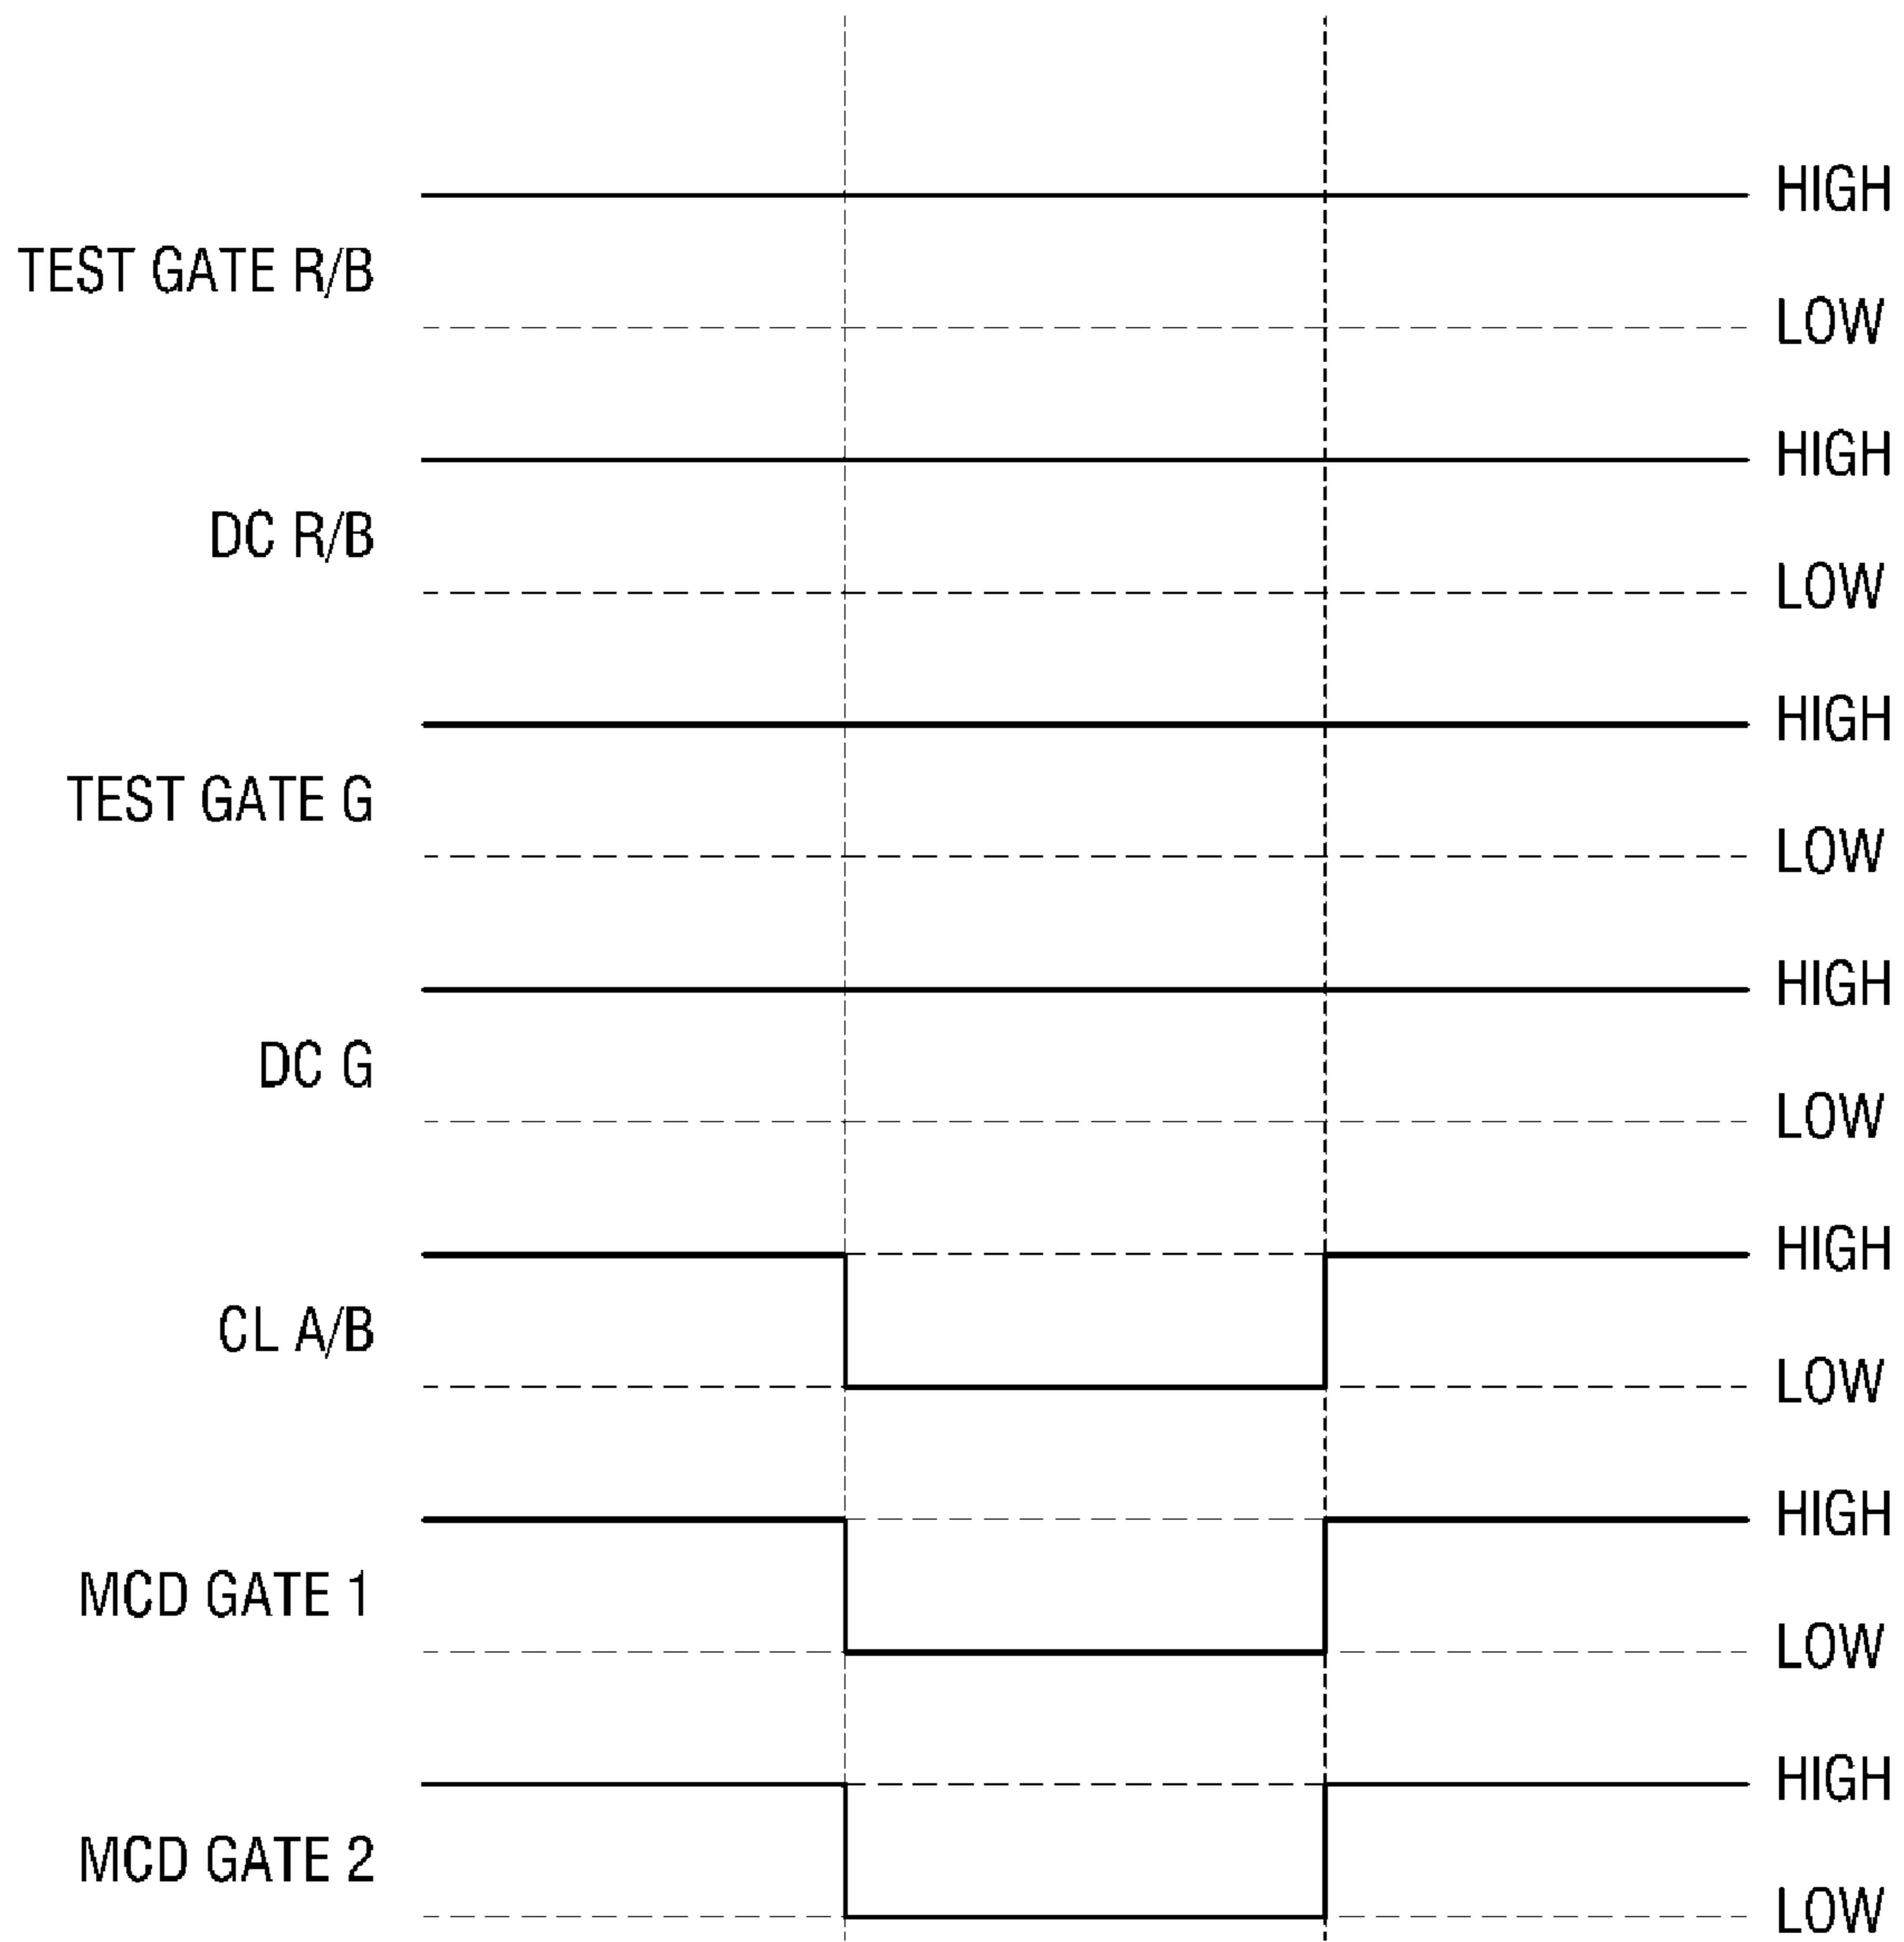 HIGH
TEST GATE R/B
LOW
HIGH
DC R/B
LOW
HIGH
TEST GATE G
LOW
HIGH
DC G
LOW
HIGH
CL A/B
LOW
HIGH
MCD GATE 1
LOW
HIGH
MCD GATE 2
LOW